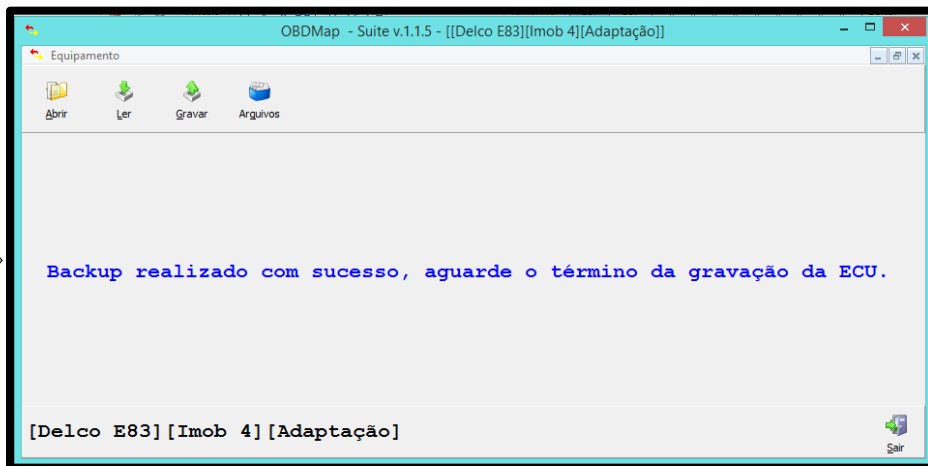 OBDMap - Suite v.1.1.5 - [[Delco E83][Imob 4][Adaptação]]
Equipamento
Abrir Ler Gravar Arquivos
Backup realizado com sucesso, aguarde o término da gravação da ECU.
[Delco E83][Imob 4][Adaptação]
Sair